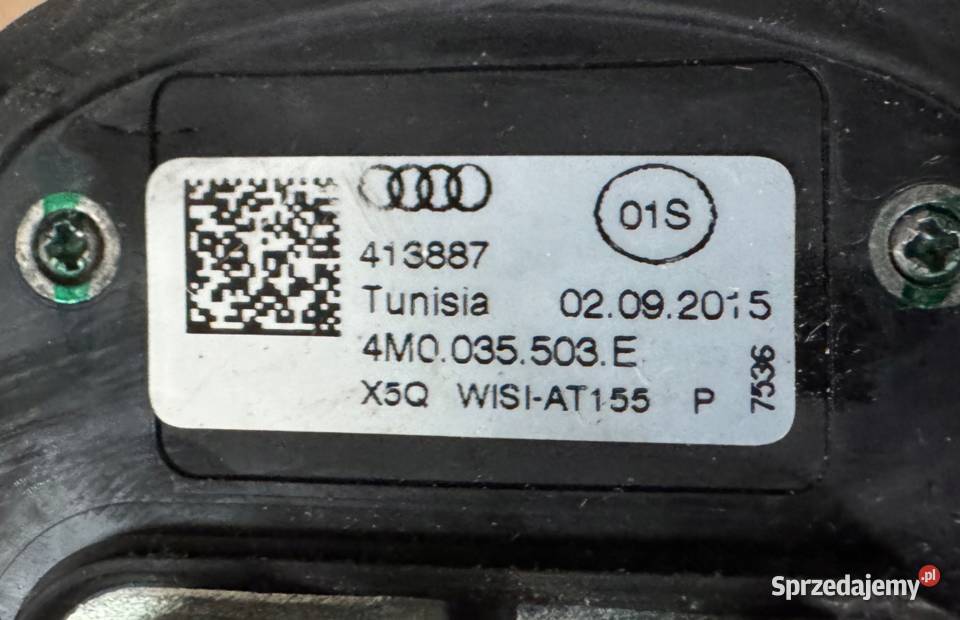 01S
413887
Tunisia 02.09.2015
4M0.035.503.E
X5Q WISI-AT155 P
7536
Sprzedajemy.pl